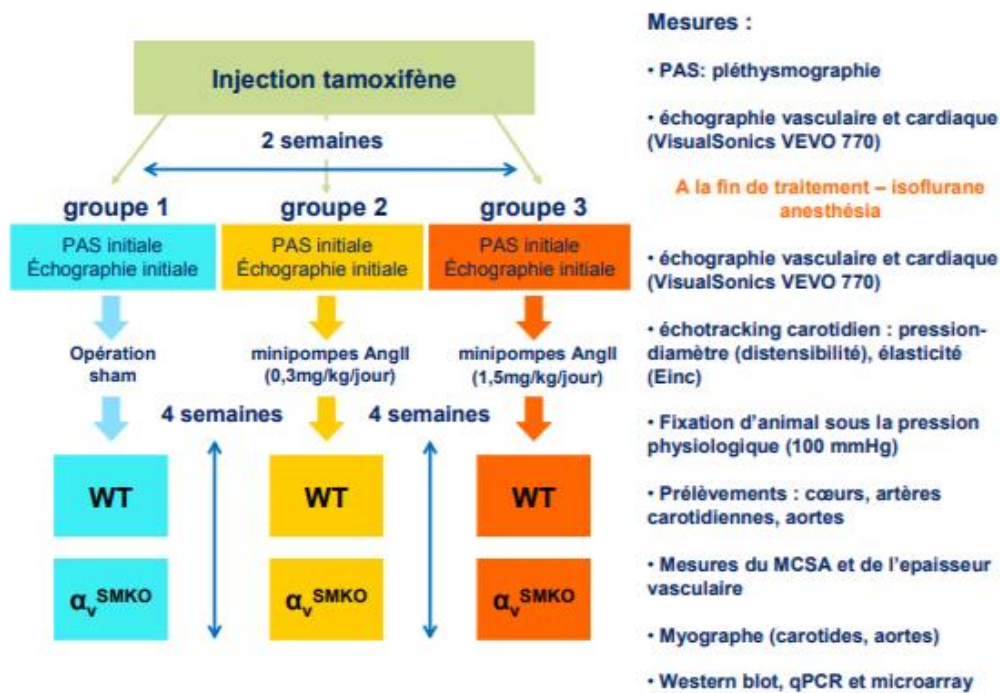 Injection tamoxifène
2 semaines
groupe 1
groupe 2
groupe 3
PAS initiale
Échographie initiale
PAS initiale
Échographie initiale
PAS initiale
Échographie initiale
Opération
sham
minipompes AngII
(0,3mg/kg/jour)
minipompes AngII
(1,5mg/kg/jour)
4 semaines
4 semaines
WT
WT
WT
αvSMKO
αvSMKO
αvSMKO
Mesures :
• PAS: pléthysmographie
• échographie vasculaire et cardiaque
(VisualSonics VEVO 770)
A la fin de traitement – isoflurane
anesthésia
• échographie vasculaire et cardiaque
(VisualSonics VEVO 770)
• échotracking carotidien : pression-
diamètre (distensibilité), élasticité
(Einc)
• Fixation d'animal sous la pression
physiologique (100 mmHg)
• Prélèvements : cœurs, artères
carotidiennes, aortes
• Mesures du MCSA et de l'epaisseur
vasculaire
• Myographe (carotides, aortes)
• Western blot, qPCR et microarray